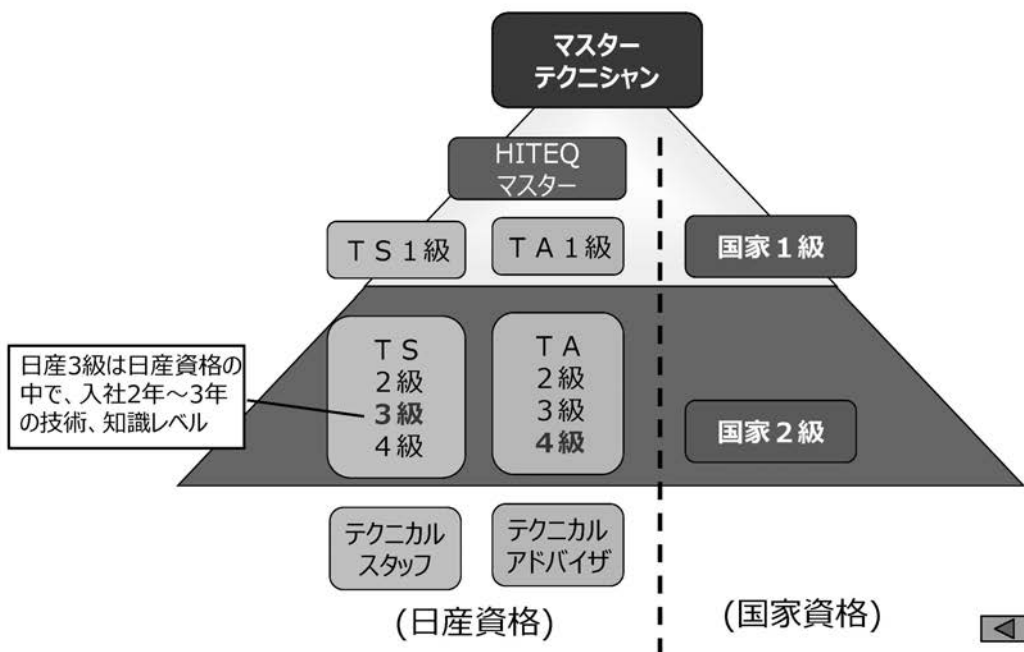 マスター
テクニシャン
HITEQ
マスター
ＴＳ１級
ＴＡ１級
国家１級
日産3級は日産資格の
中で、入社2年～3年
の技術、知識レベル
ＴＳ
２級
３級
４級
ＴＡ
２級
３級
４級
国家２級
テクニカル
スタッフ
テクニカル
アドバイザ
(日産資格)
(国家資格)